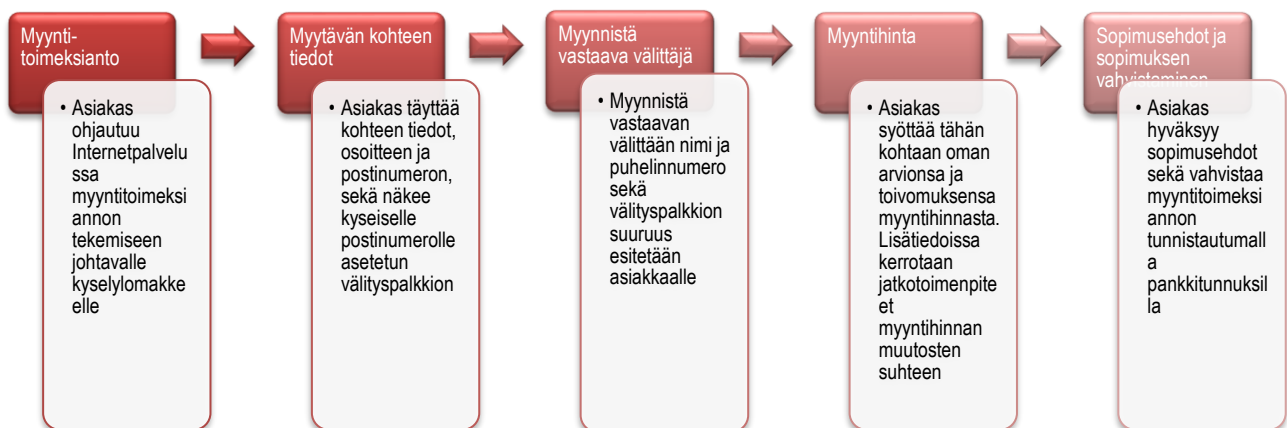 Myynti-
toimeksianto
• Asiakas
ohjautuu
Internetpalvelu
ssa
myyntitoimeksi
annon
tekemiseen
johtavalle
kyselylomakke
elle
Myytävän kohteen
tiedot
• Asiakas täyttää
kohteen tiedot,
osoitteen ja
postinumeron,
sekä näkee
kyseiselle
postinumerolle
asetetun
välityspalkkion
Myynnistä
vastaava välittäjä
• Myynnistä
vastaavan
välittään nimi ja
puhelinnumero
sekä
välityspalkkion
suuruus
esitetään
asiakkaalle
Myyntihinta
• Asiakas
syöttää tähän
kohtaan oman
arvionsa ja
toivomuksensa
myyntihinnasta.
Lisätiedoissa
kerrotaan
jatkotoimenpite
et
myyntihinnan
muutosten
suhteen
Sopimusehdot ja
sopimuksen
vahvistaminen
• Asiakas
hyväksyy
sopimusehdot
sekä vahvistaa
myyntitoimeksi
annon
tunnistautumall
a
pankkitunnuksil
la